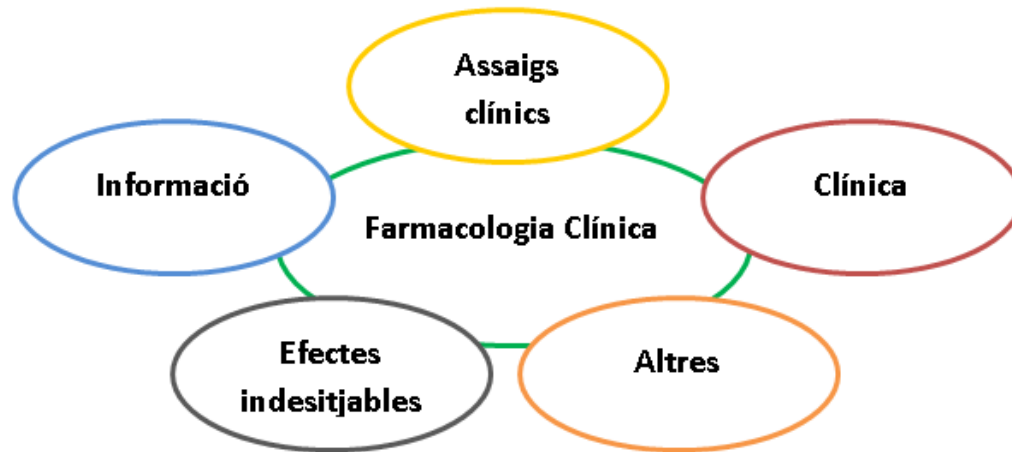 Assaigs
clínics
Informació
Clínica
Farmacologia Clínica
Efectes
indesitjables
Altres